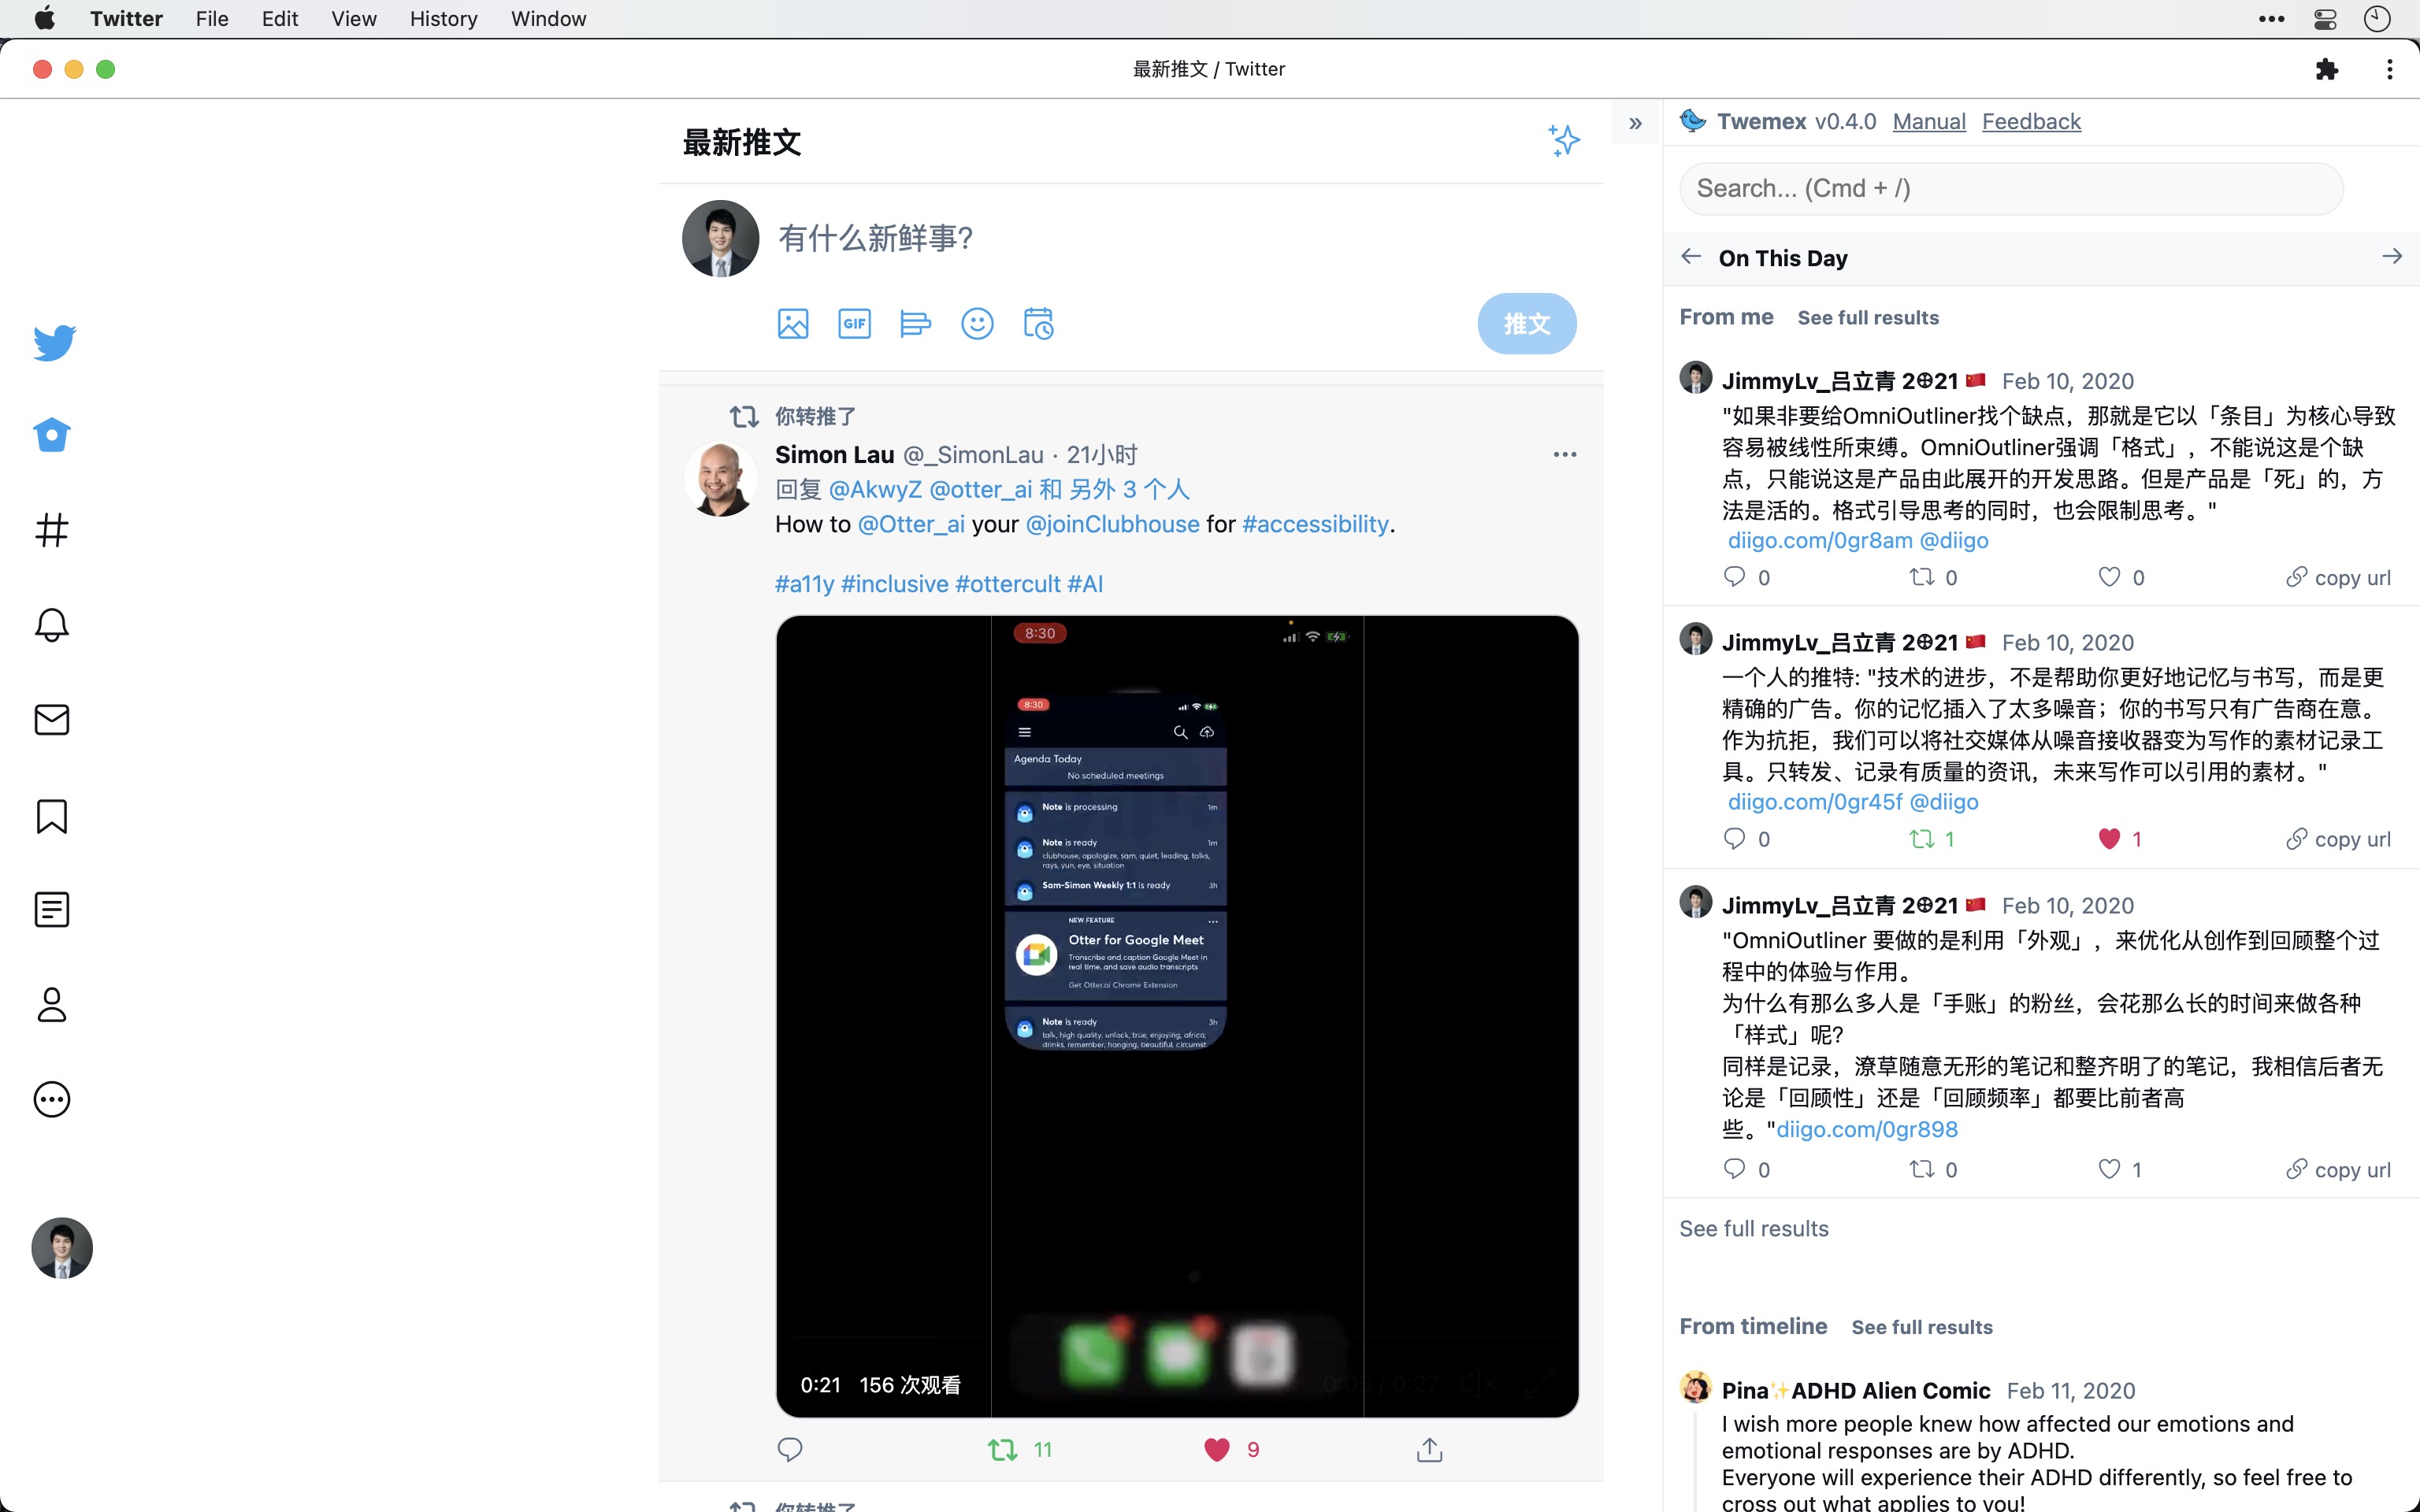 Twitter File Edit View History Window
最新推文 / Twitter
最新推文
有什么新鲜事?
GIF
推文
你转推了
Simon Lau @_SimonLau · 21小时
回复 @AkwyZ @otter_ai 和 另外 3 个人
How to @Otter_ai your @joinClubhouse for #accessibility.
#a11y #inclusive #ottercult #AI
8:30
8:30
Agenda Today
No scheduled meetings
Note is processing 1m
Note is ready 1m
clubhouse, apologize, sam, quiet, leading, talks,
rays, yun, eye, situation
Sam-Simon Weekly 1:1 is ready 3h
NEW FEATURE
Otter for Google Meet
Transcribe and caption Google Meet in
real time, and save audio transcripts
Get Otter.ai Chrome Extension
Note is ready 3h
talk, high quality, unlock, true, enjoying, africa,
drinks, remember, hanging, beautiful, circumst
0:21 156 次观看 0:05 / 0:27
11 9
你转推了
» Twemex v0.4.0 Manual Feedback
Search... (Cmd + /)
← On This Day →
From me See full results
JimmyLv_吕立青 2㊉21 🇨🇳 Feb 10, 2020
"如果非要给OmniOutliner找个缺点，那就是它以「条目」为核心导致
容易被线性所束缚。OmniOutliner强调「格式」，不能说这是个缺
点，只能说这是产品由此展开的开发思路。但是产品是「死」的，方
法是活的。格式引导思考的同时，也会限制思考。"
diigo.com/0gr8am @diigo
0 0 0 copy url
JimmyLv_吕立青 2㊉21 🇨🇳 Feb 10, 2020
一个人的推特: "技术的进步，不是帮助你更好地记忆与书写，而是更
精确的广告。你的记忆插入了太多噪音；你的书写只有广告商在意。
作为抗拒，我们可以将社交媒体从噪音接收器变为写作的素材记录工
具。只转发、记录有质量的资讯，未来写作可以引用的素材。"
diigo.com/0gr45f @diigo
0 1 1 copy url
JimmyLv_吕立青 2㊉21 🇨🇳 Feb 10, 2020
"OmniOutliner 要做的是利用「外观」，来优化从创作到回顾整个过
程中的体验与作用。
为什么有那么多人是「手账」的粉丝，会花那么长的时间来做各种
「样式」呢?
同样是记录，潦草随意无形的笔记和整齐明了的笔记，我相信后者无
论是「回顾性」还是「回顾频率」都要比前者高
些。"diigo.com/0gr898
0 0 1 copy url
See full results
From timeline See full results
Pina✨ADHD Alien Comic Feb 11, 2020
I wish more people knew how affected our emotions and
emotional responses are by ADHD.
Everyone will experience their ADHD differently, so feel free to
cross out what applies to you!